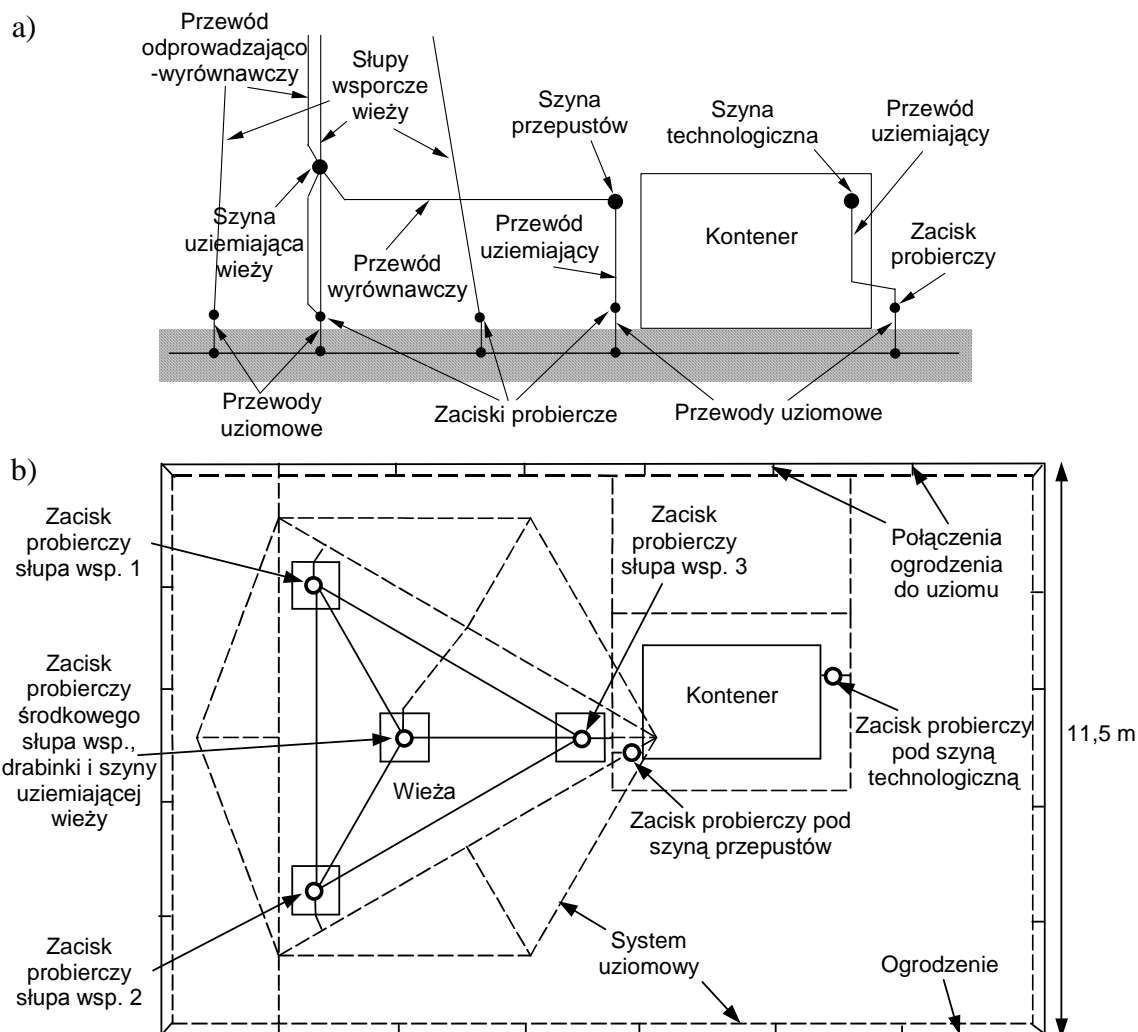 a)
Przewód
odprowadzająco
-wyrównawczy
Słupy
wsporcze
wieży
Szyna
przepustów
Szyna
technologiczna
Przewód
uziemiający
Szyna
uziemiająca
wieży
Przewód
wyrównawczy
Przewód
uziemiający
Kontener
Zacisk
probierczy
Przewody
uziomowe
Zaciski probiercze
Przewody uziomowe
b)
Zacisk
probierczy
słupa wsp. 1
Zacisk
probierczy
słupa wsp. 3
Połączenia
ogrodzenia
do uziomu
Zacisk
probierczy
środkowego
słupa wsp.,
drabinki i szyny
uziemiającej
wieży
Wieża
Kontener
Zacisk probierczy
pod szyną
technologiczną
11,5 m
Zacisk probierczy pod
szyną przepustów
Zacisk
probierczy
słupa wsp. 2
System
uziomowy
Ogrodzenie